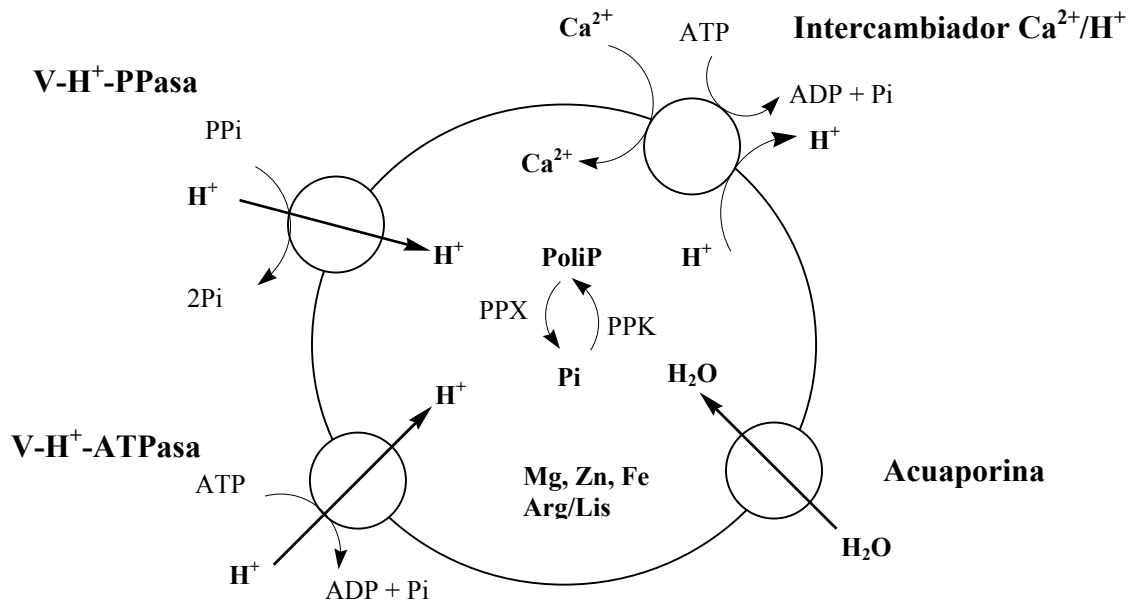 Ca²⁺
ATP
Intercambiador Ca²⁺/H⁺
V-H⁺-PPasa
ADP + Pi
PPi
H⁺
Ca²⁺
H⁺
H⁺
PoliP
H⁺
2Pi
PPX
PPK
Pi
H₂O
H⁺
V-H⁺-ATPasa
ATP
Mg, Zn, Fe
Arg/Lis
Acuaporina
H₂O
H⁺
ADP + Pi